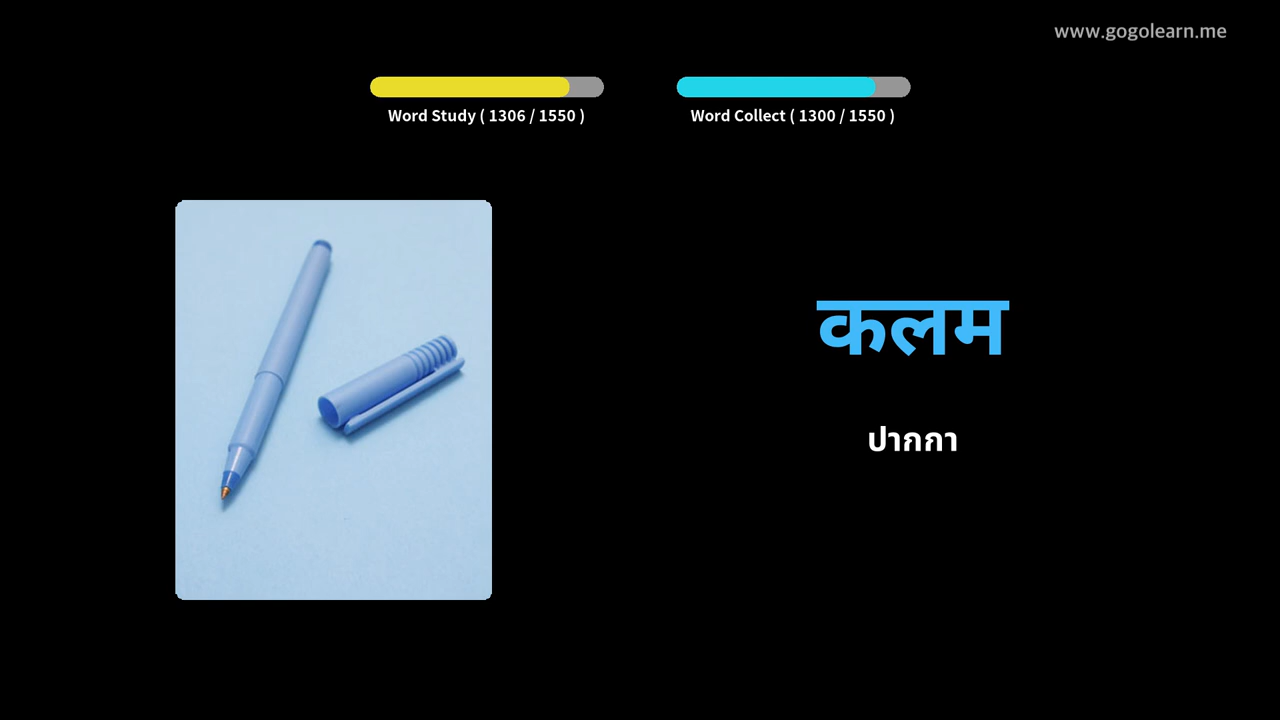 www.gogolearn.me
Word Study ( 1306 / 1550 )
Word Collect ( 1300 / 1550 )
कलम
ปากกา